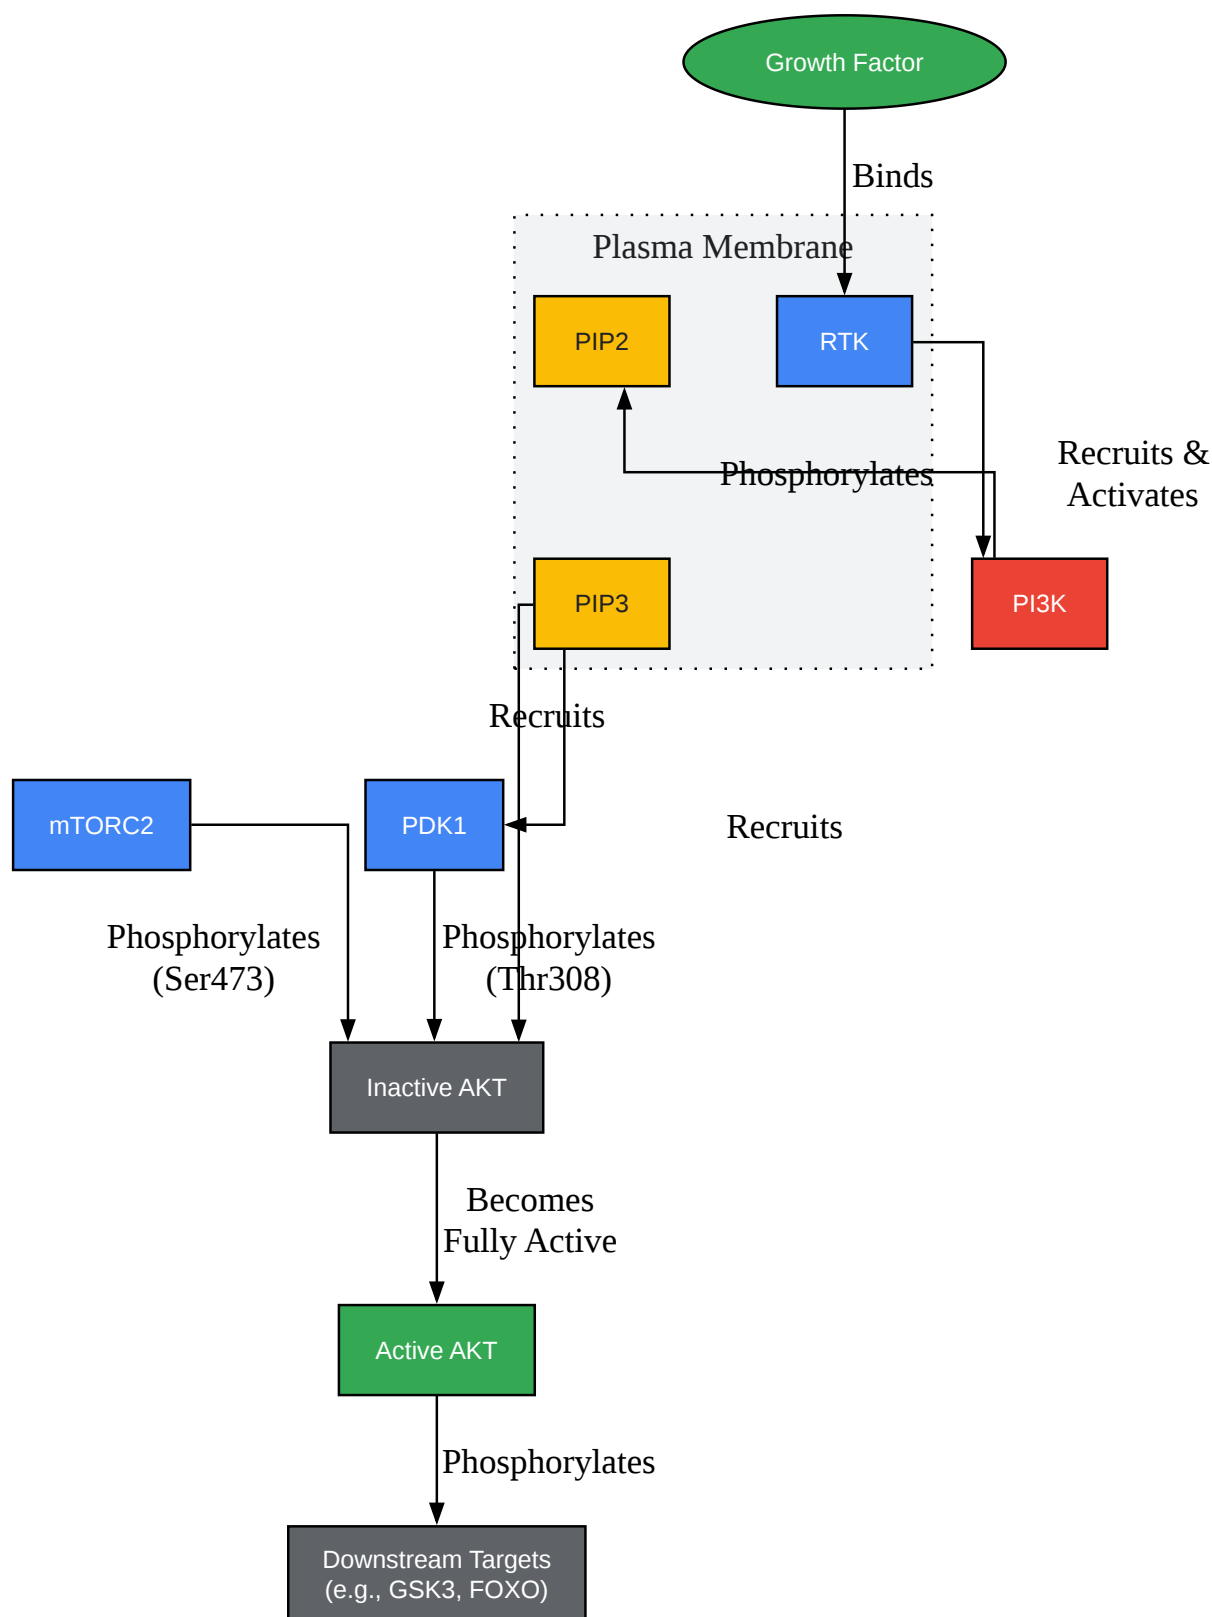 Growth Factor
Binds
Plasma Membrane
PIP2
RTK
Phosphorylates
Recruits &
Activates
PIP3
PI3K
Recruits
mTORC2
PDK1
Recruits
Phosphorylates
(Ser473)
Phosphorylates
(Thr308)
Inactive AKT
Becomes
Fully Active
Active AKT
Phosphorylates
Downstream Targets
(e.g., GSK3, FOXO)